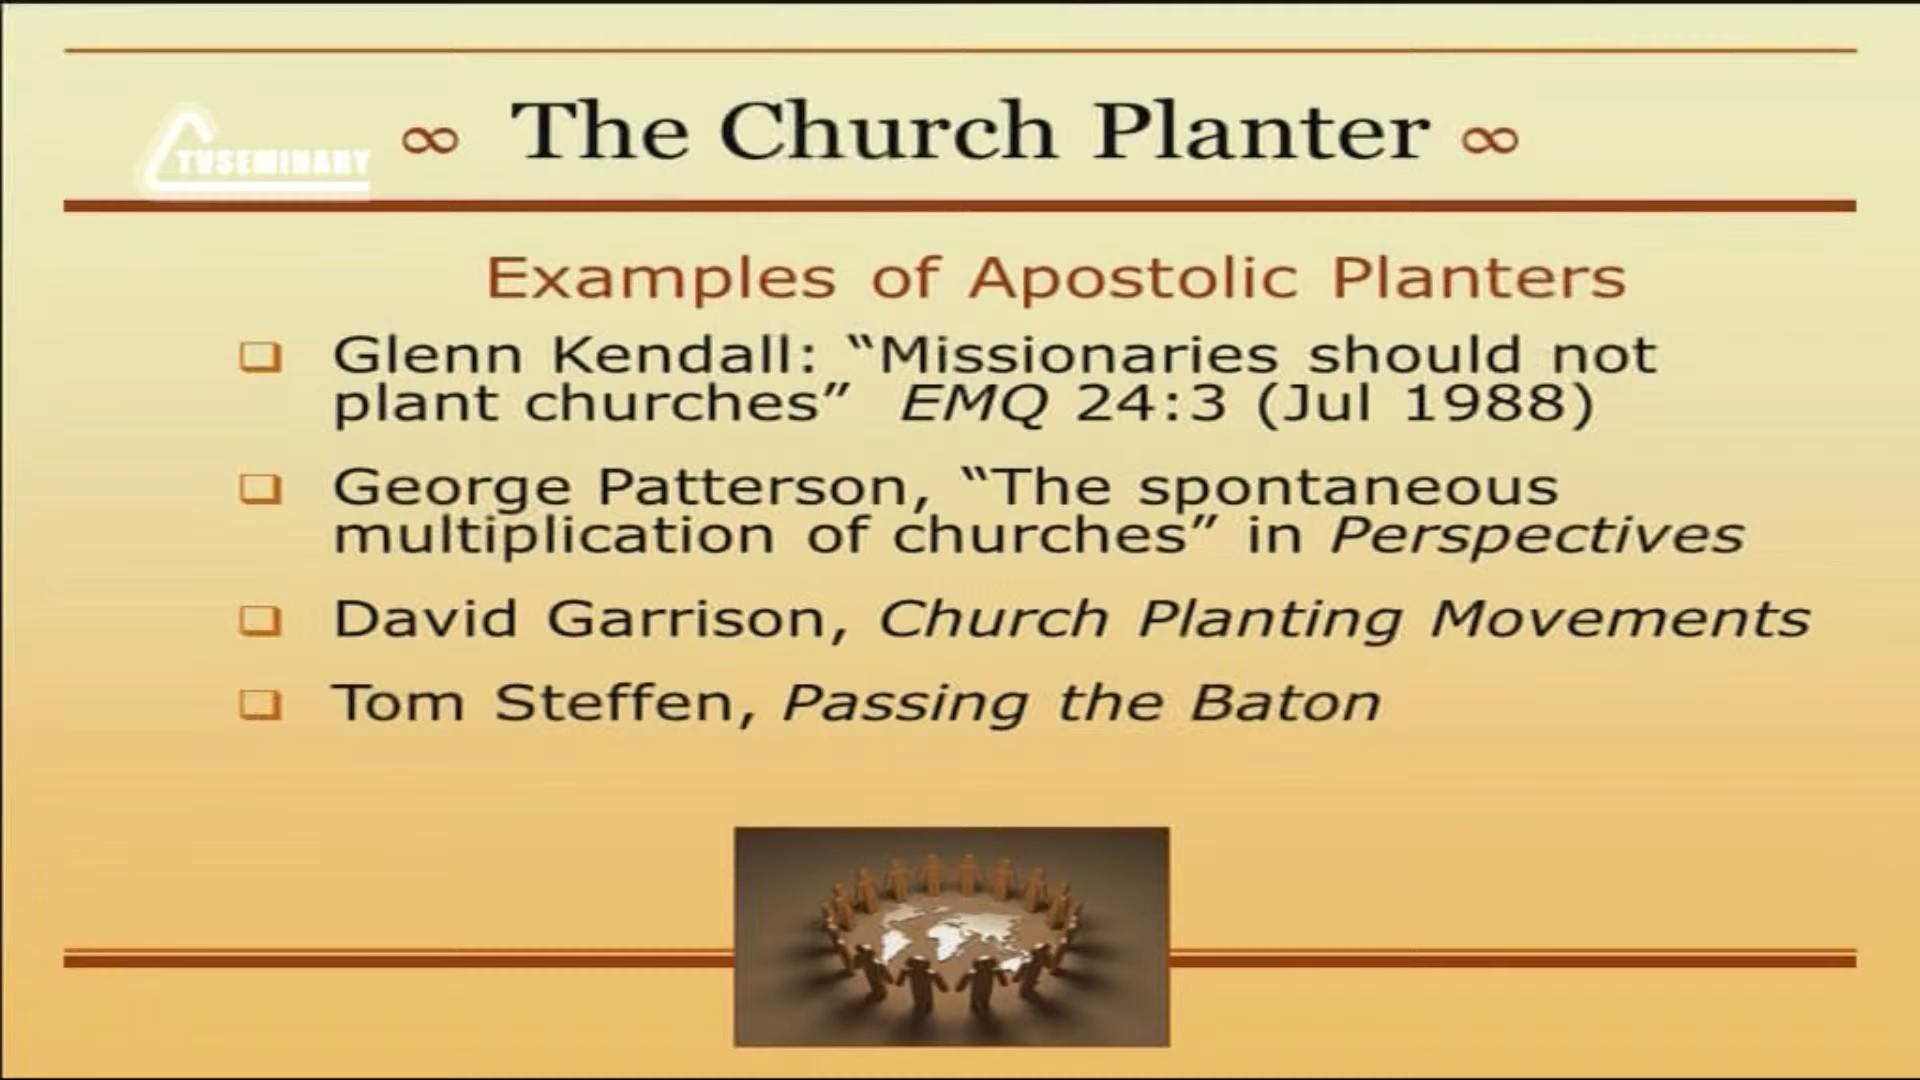 TVSEMINARY
∞ The Church Planter ∞
Examples of Apostolic Planters
❑ Glenn Kendall: “Missionaries should not
plant churches” EMQ 24:3 (Jul 1988)
❑ George Patterson, “The spontaneous
multiplication of churches” in Perspectives
❑ David Garrison, Church Planting Movements
❑ Tom Steffen, Passing the Baton